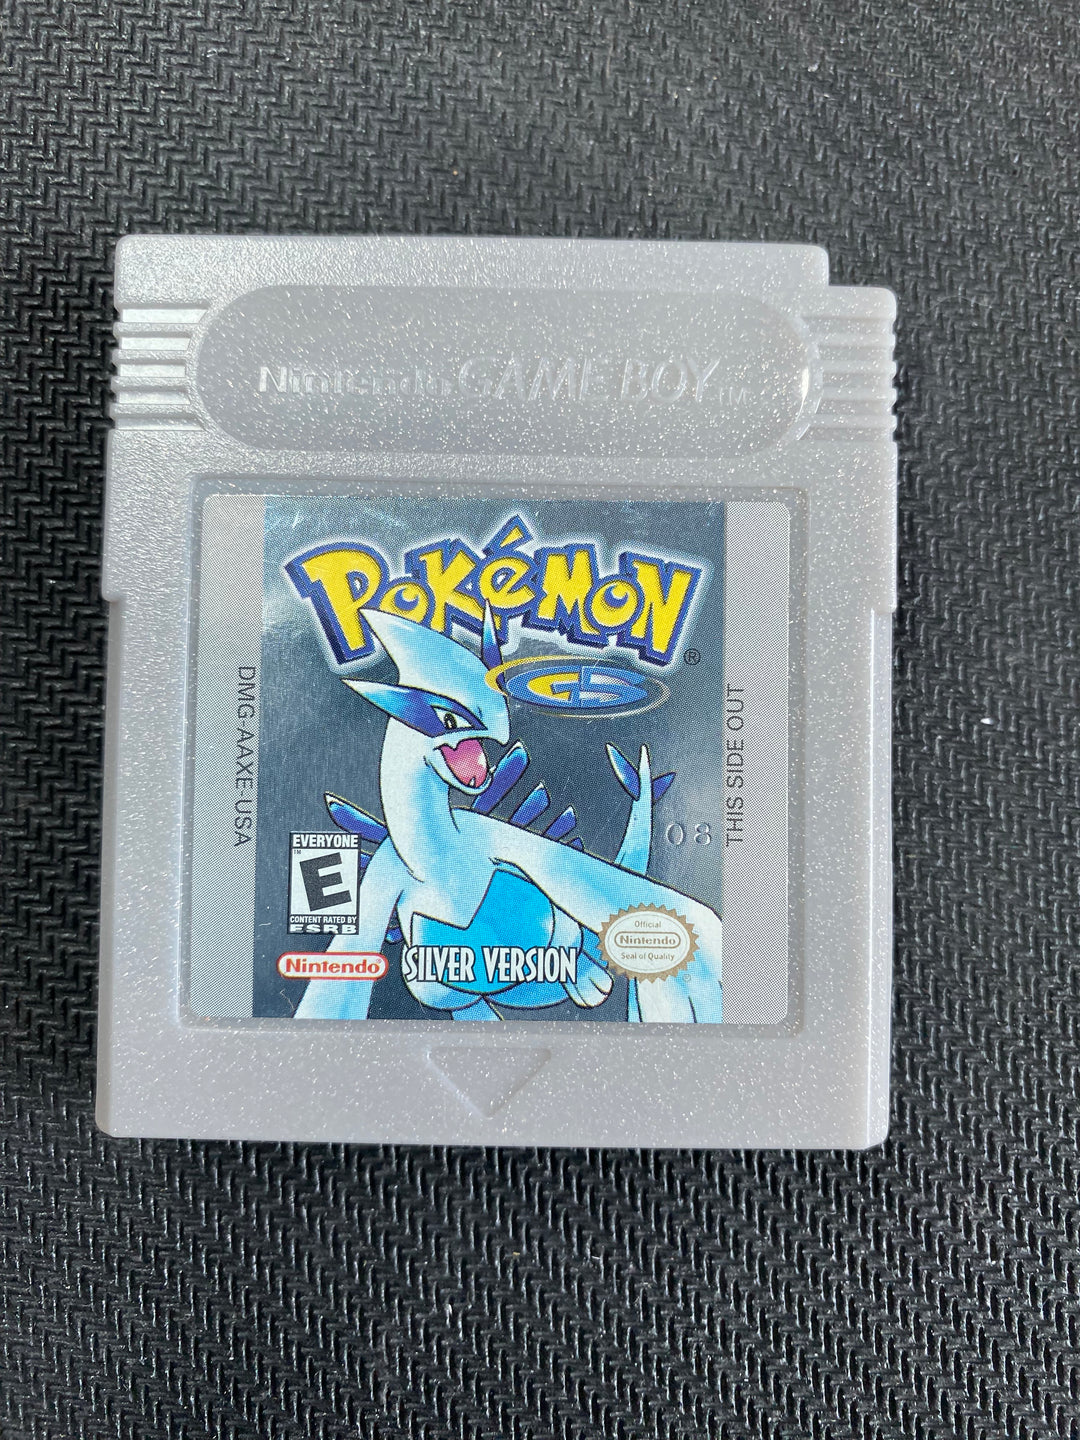 Nintendo GAME BOY TM
POKéMON ®
GS
DMG-AAXE-USA
THIS SIDE OUT
08
EVERYONE
TM
E
CONTENT RATED BY
ESRB
Nintendo ®
SILVER VERSION
Official
Nintendo
Seal of Quality
®